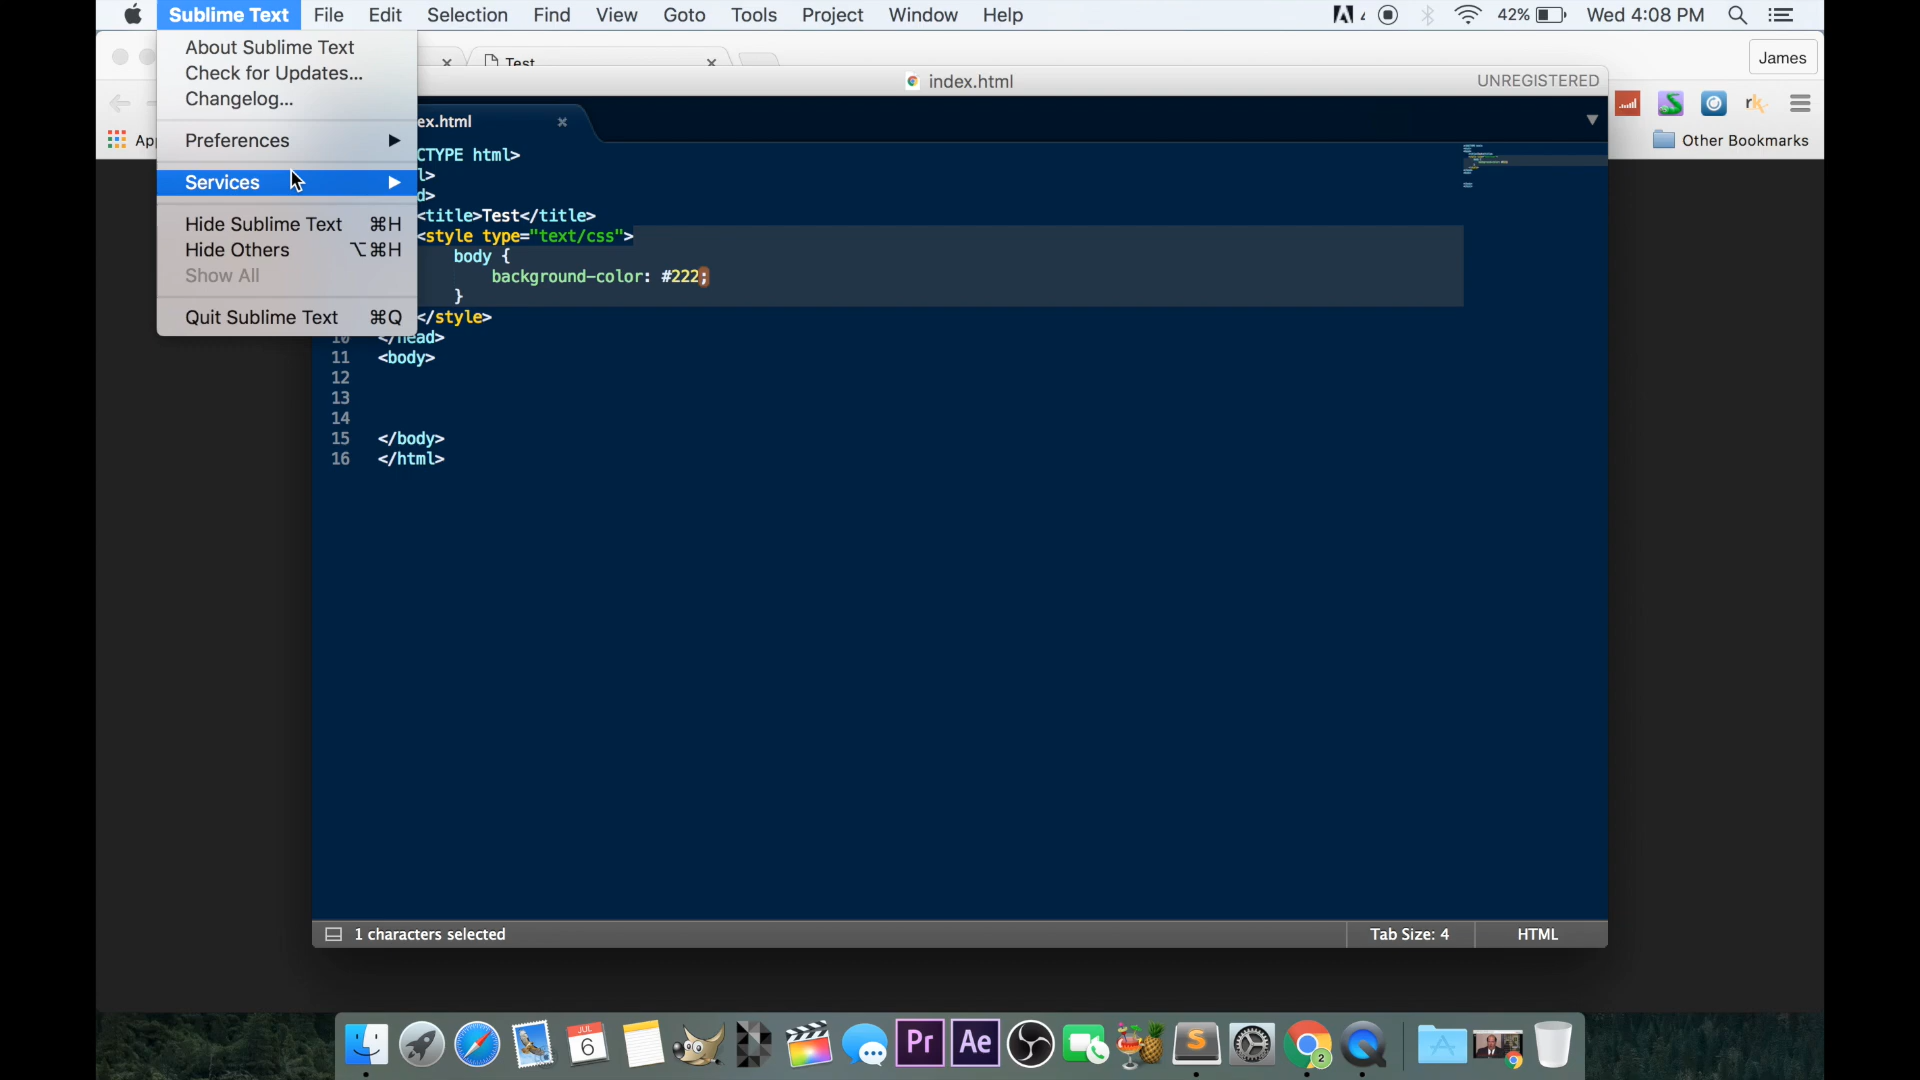 Sublime Text File Edit Selection Find View Goto Tools Project Window Help 42% Wed 4:08 PM
About Sublime Text
Check for Updates...
Changelog...
Preferences
Services
Hide Sublime Text ⌘H
Hide Others ⌥⌘H
Show All
Quit Sublime Text ⌘Q
Test
James
index.html
UNREGISTERED
Other Bookmarks
ex.html
CTYPE html>
l>
d>
<title>Test</title>
<style type="text/css">
body {
background-color: #222;
}
</style>
10 </head>
11 <body>
12
13
14
15 </body>
16 </html>
1 characters selected
Tab Size: 4
HTML
JUL
6
Pr
Ae
S
2